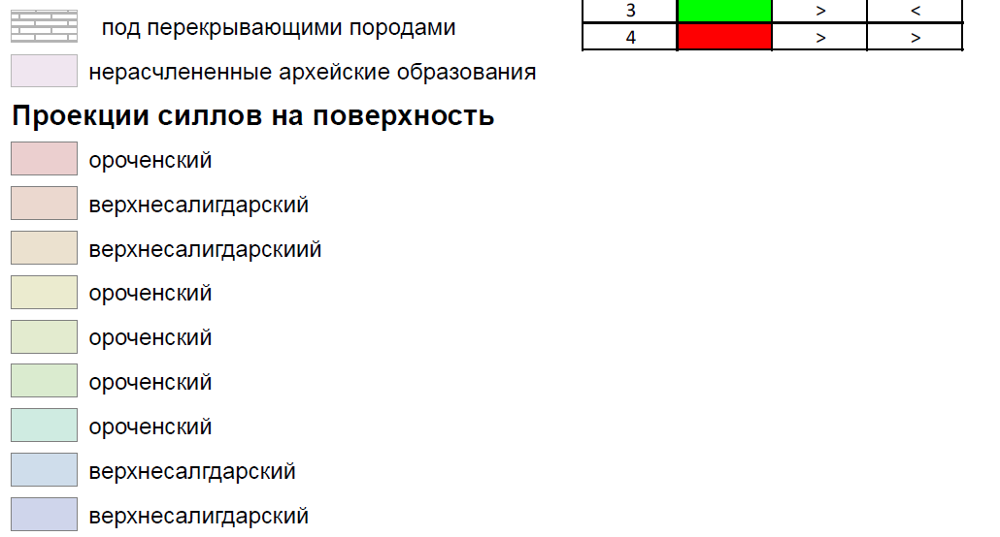 под перекрывающими породами
нерасчлененные архейские образования
3 > <
4 > >
Проекции силлов на поверхность
ороченский
верхнесалигдарский
верхнесалигдарскиий
ороченский
ороченский
ороченский
ороченский
верхнесалгдарский
верхнесалигдарский